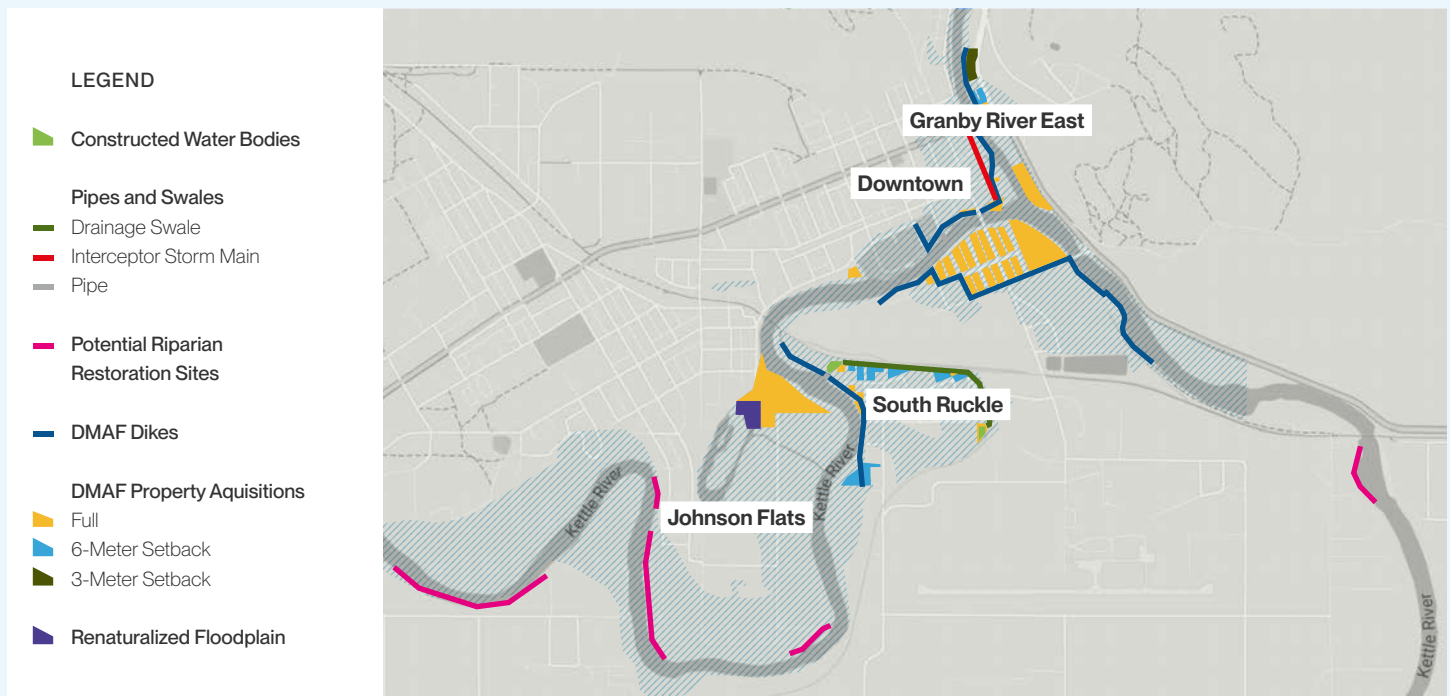 LEGEND
Constructed Water Bodies
Pipes and Swales
Drainage Swale
Interceptor Storm Main
Pipe
Potential Riparian
Restoration Sites
DMAF Dikes
DMAF Property Aquisitions
Full
6-Meter Setback
3-Meter Setback
Renaturalized Floodplain
Granby River East
Downtown
South Ruckle
Johnson Flats
Kettle River
Kettle River
Kettle River